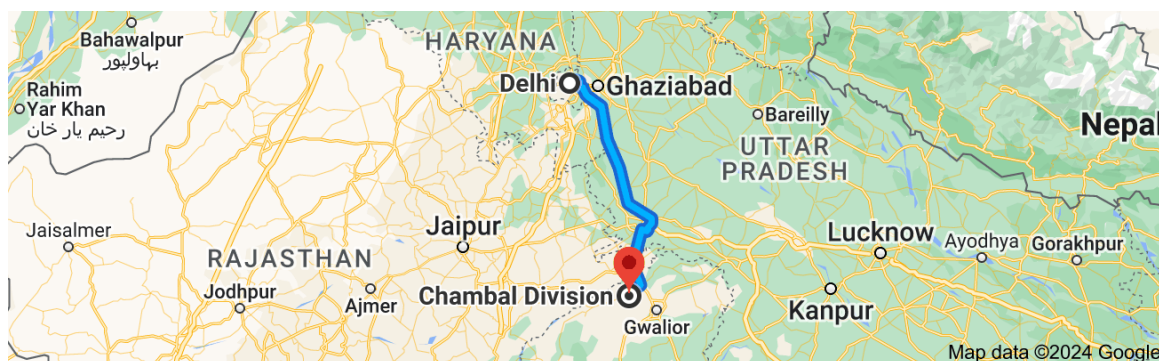 Bahawalpur
بہاولپور
HARYANA
Delhi
Ghaziabad
Rahim
Yar Khan
رحیم یار خان
Bareilly
Nepal
UTTAR
PRADESH
Jaisalmer
Jaipur
Lucknow
Ayodhya
Gorakhpur
RAJASTHAN
Jodhpur
Ajmer
Chambal Division
Gwalior
Kanpur
Map data ©2024 Google